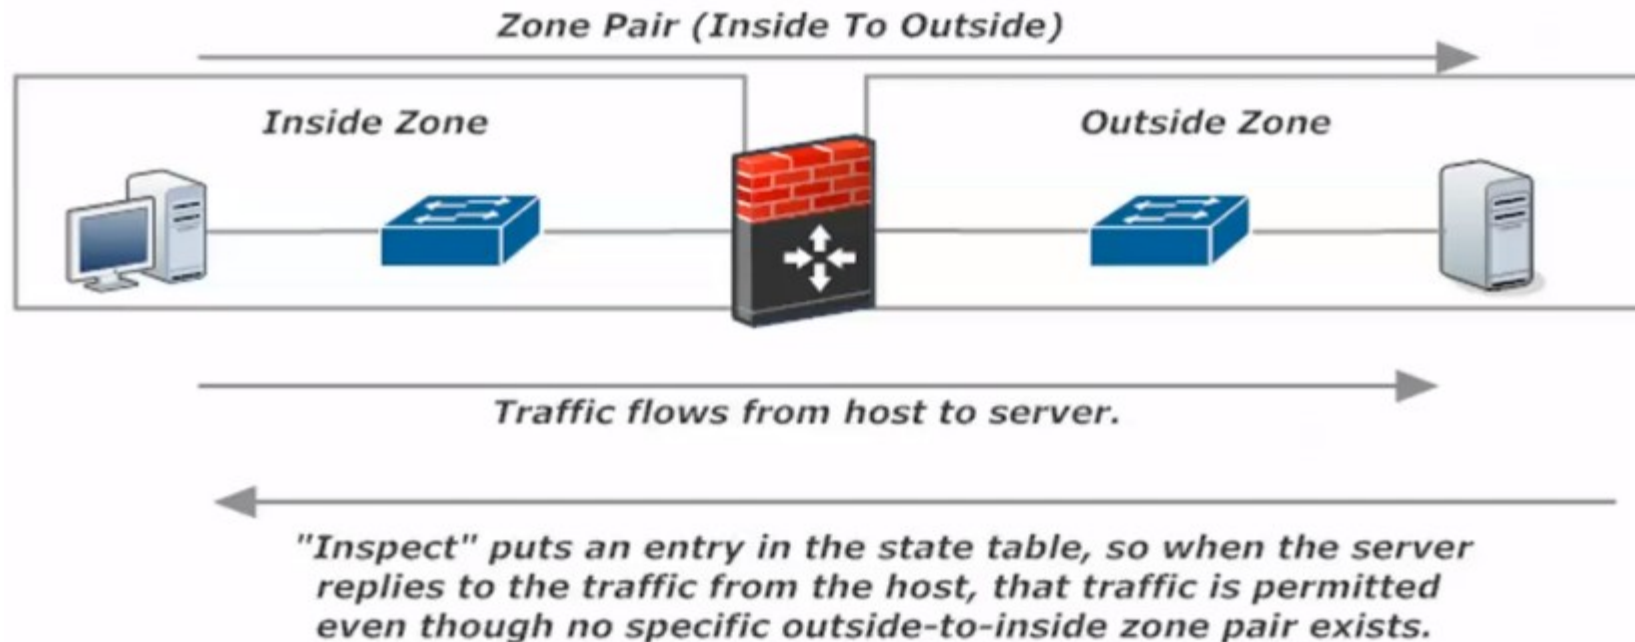 Zone Pair (Inside To Outside)
Inside Zone
Outside Zone
Traffic flows from host to server.
"Inspect" puts an entry in the state table, so when the server
replies to the traffic from the host, that traffic is permitted
even though no specific outside-to-inside zone pair exists.